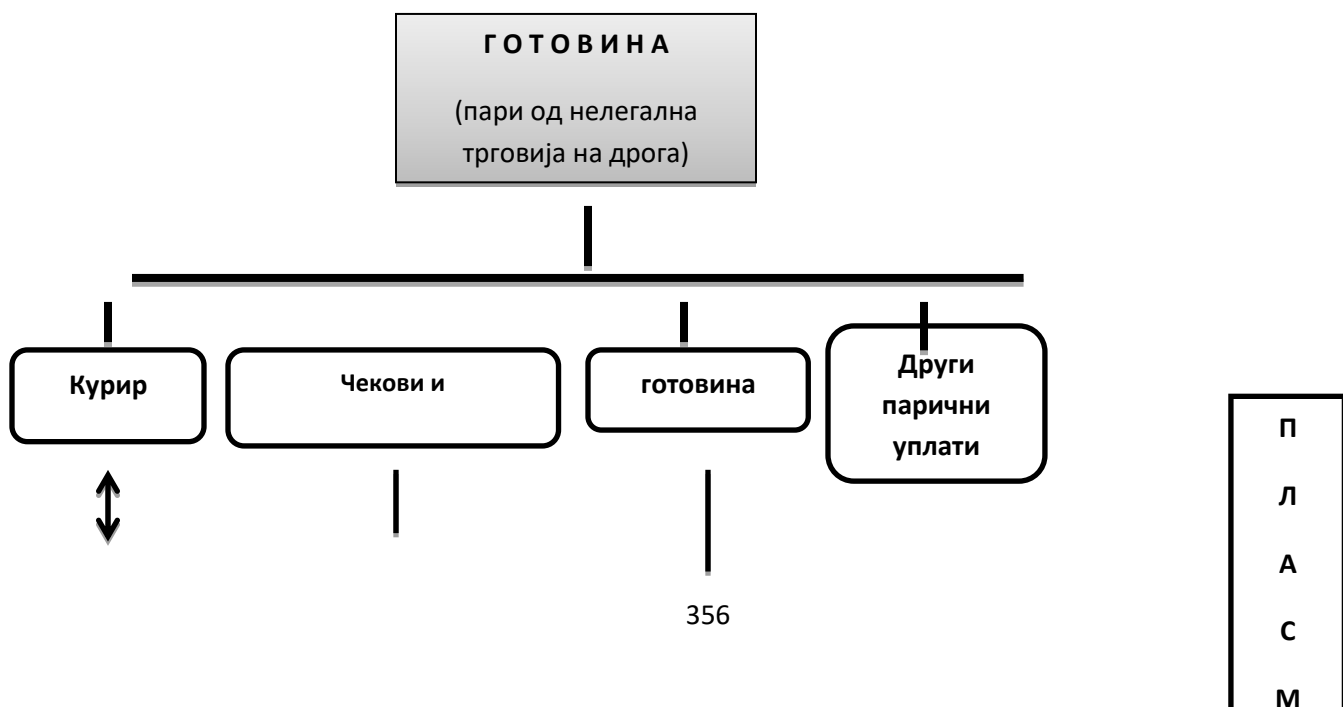 Г О Т О В И Н А
(пари од нелегална
трговија на дрога)
Курир
Чекови и
готовина
Други
парични
уплати
П
Л
А
С
М
356